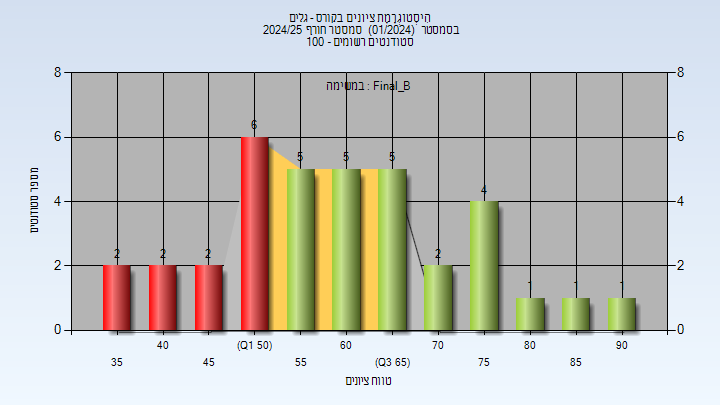 היסטוגרמת ציונים בקורס - גלים
בסמסטר (01/2024) סמסטר חורף 2024/25
סטודנטים רשומים - 100
במשימה : Final_B
מספר סטודנטים
8 8
6 6
4 4
2 2
0 0
2 2 2 6 5 5 5 2 4 1 1 1
40 (Q1 50) 60 70 80 90
35 45 55 (Q3 65) 75 85
טווח ציונים